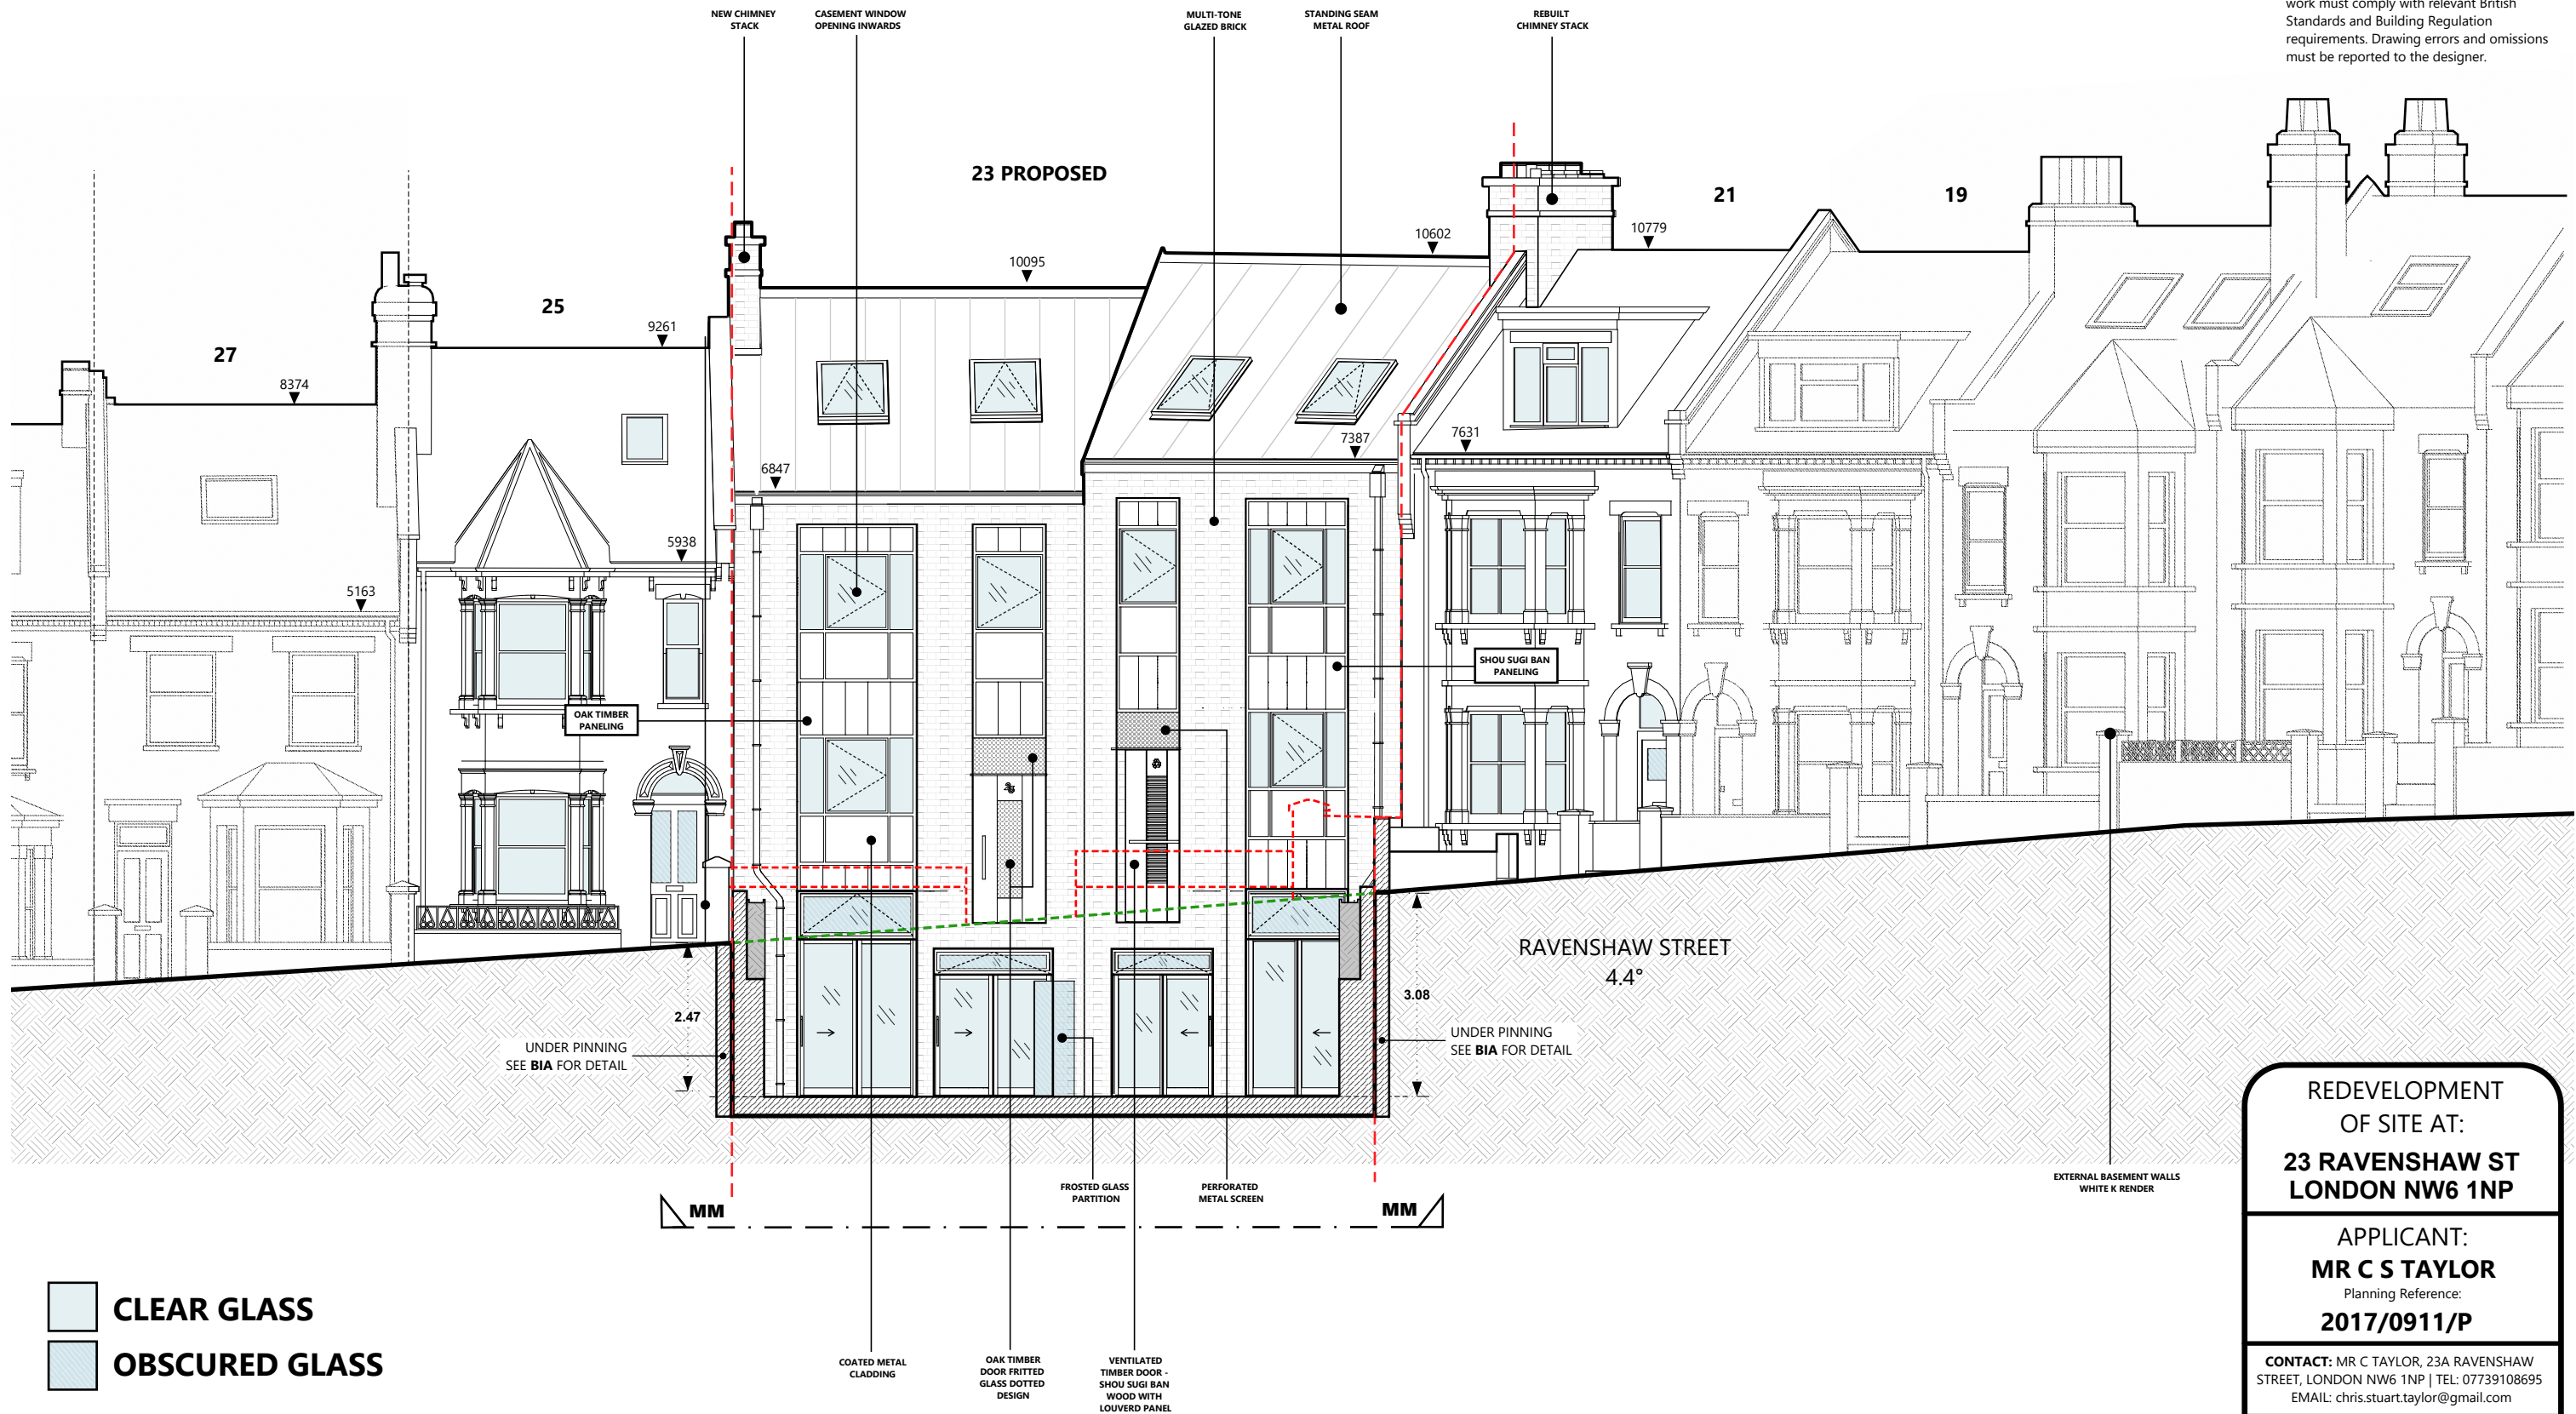 work must comply with relevant British
Standards and Building Regulation
requirements. Drawing errors and omissions
must be reported to the designer.
NEW CHIMNEY
STACK
CASEMENT WINDOW
OPENING INWARDS
MULTI-TONE
GLAZED BRICK
STANDING SEAM
METAL ROOF
REBUILT
CHIMNEY STACK
23 PROPOSED
21
19
10602
10779
10095
25
9261
27
8374
7631
7387
6847
5938
5163
SHOU SUGI BAN
PANELING
OAK TIMBER
PANELING
RAVENSHAW STREET
4.4°
3.08
2.47
UNDER PINNING
SEE BIA FOR DETAIL
UNDER PINNING
SEE BIA FOR DETAIL
FROSTED GLASS
PARTITION
PERFORATED
METAL SCREEN
EXTERNAL BASEMENT WALLS
WHITE K RENDER
MM
MM
COATED METAL
CLADDING
OAK TIMBER
DOOR FRITTED
GLASS DOTTED
DESIGN
VENTILATED
TIMBER DOOR -
SHOU SUGI BAN
WOOD WITH
LOUVERD PANEL
CLEAR GLASS
OBSCURED GLASS
REDEVELOPMENT
OF SITE AT:
23 RAVENSHAW ST
LONDON NW6 1NP
APPLICANT:
MR C S TAYLOR
Planning Reference:
2017/0911/P
CONTACT: MR C TAYLOR, 23A RAVENSHAW
STREET, LONDON NW6 1NP | TEL: 07739108695
EMAIL: chris.stuart.taylor@gmail.com